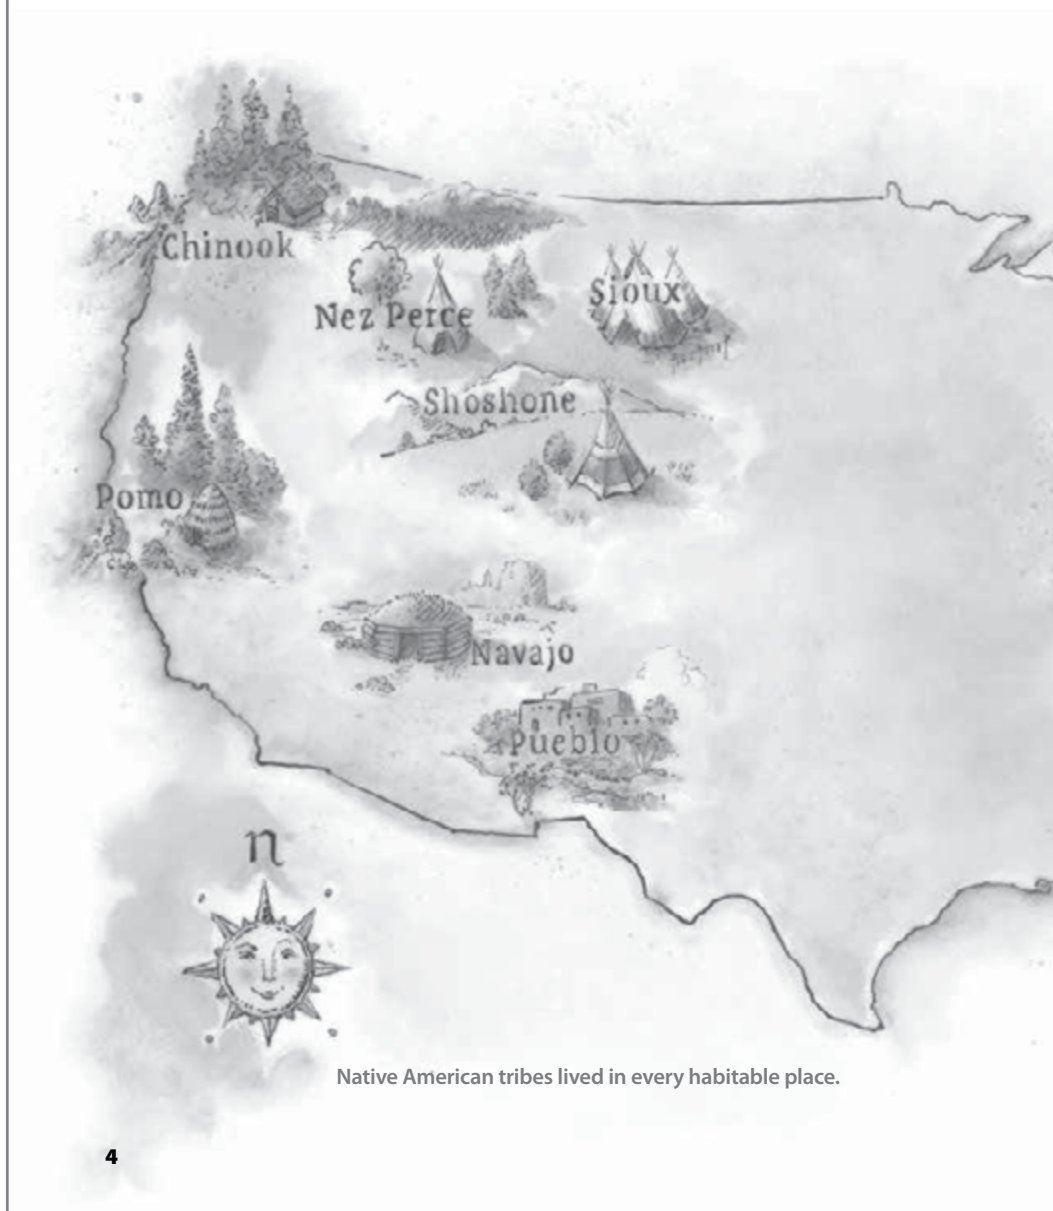 Chinook
Nez Perce
Sioux
Shoshone
Pomo
Navajo
Pueblo
n
Native American tribes lived in every habitable place.
4